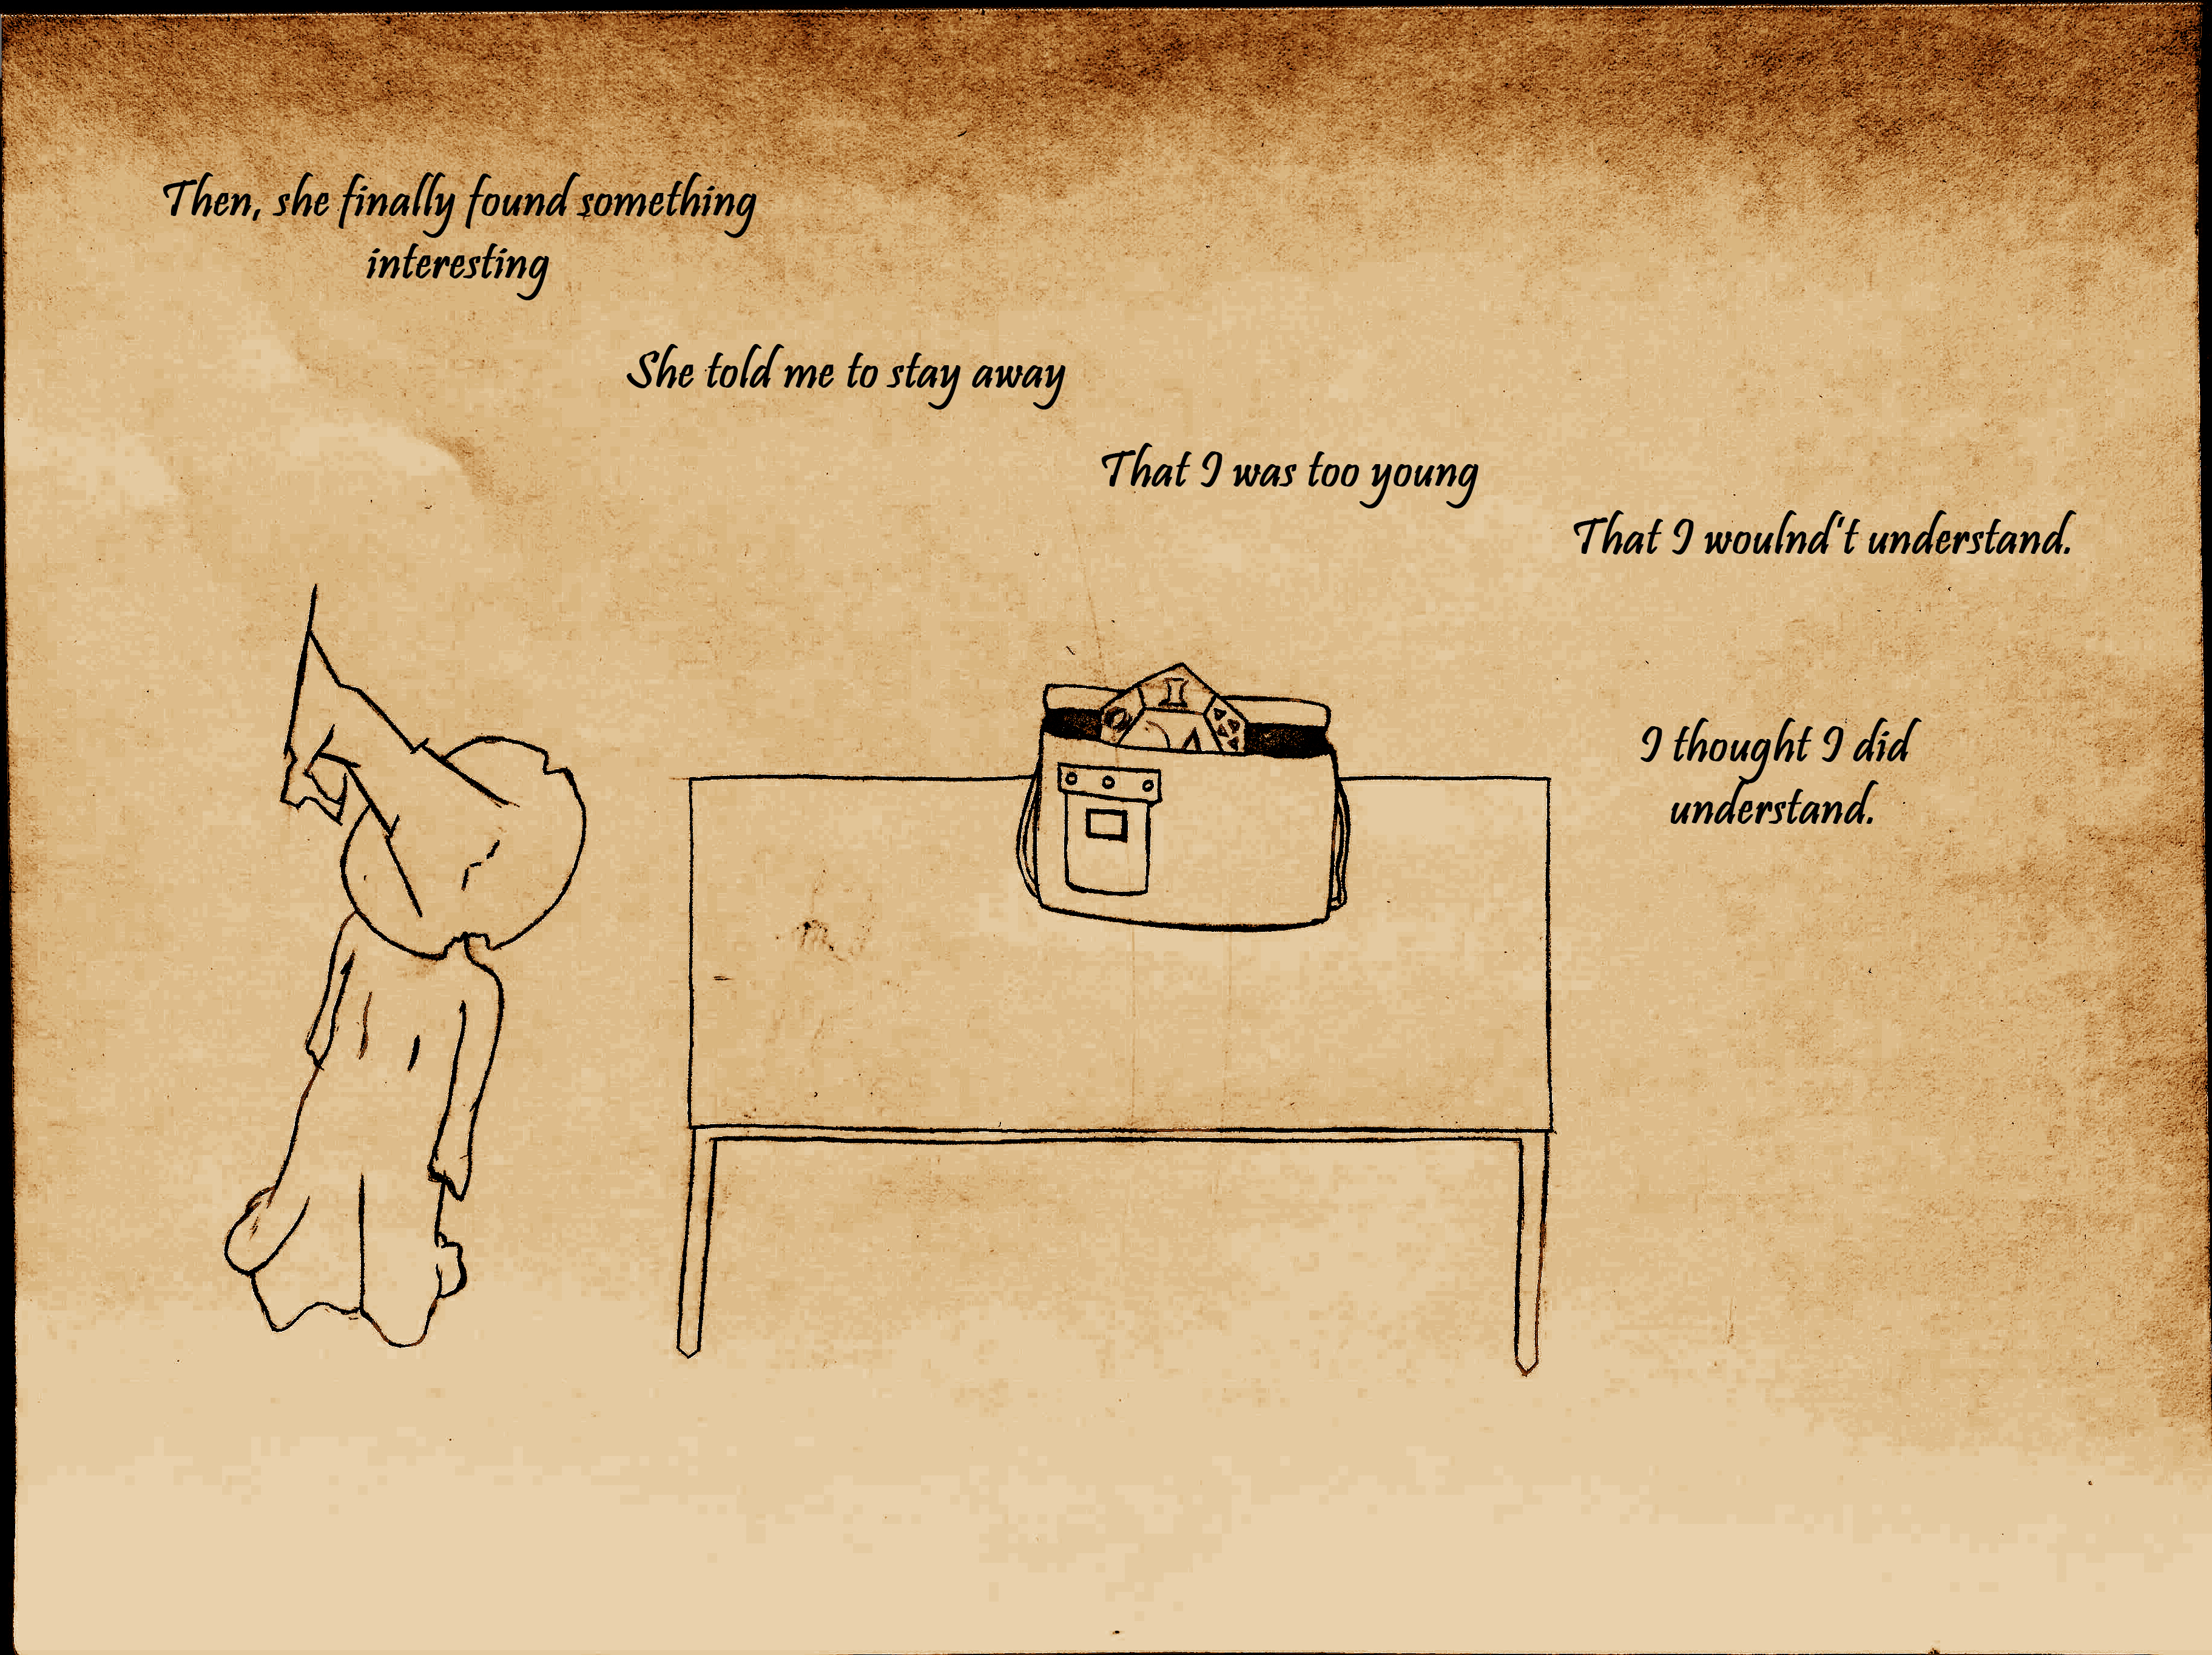 Then, she finally found something
interesting
She told me to stay away
That I was too young
That I woulnd't understand.
I thought I did
understand.